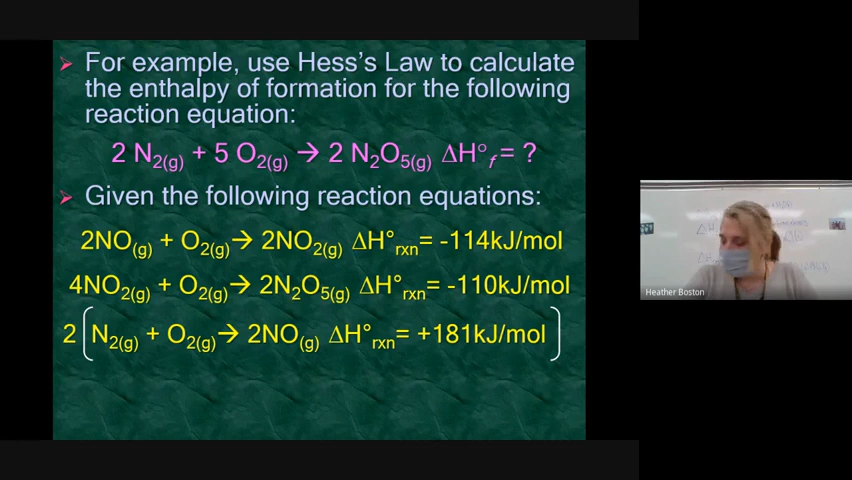 For example, use Hess's Law to calculate
the enthalpy of formation for the following
reaction equation:
2 N2(g) + 5 O2(g) → 2 N2O5(g) ΔH°f = ?
Given the following reaction equations:
2NO(g) + O2(g)→ 2NO2(g) ΔH°rxn= -114kJ/mol
4NO2(g) + O2(g)→ 2N2O5(g) ΔH°rxn= -110kJ/mol
2 [N2(g) + O2(g)→ 2NO(g) ΔH°rxn= +181kJ/mol]
Heather Boston